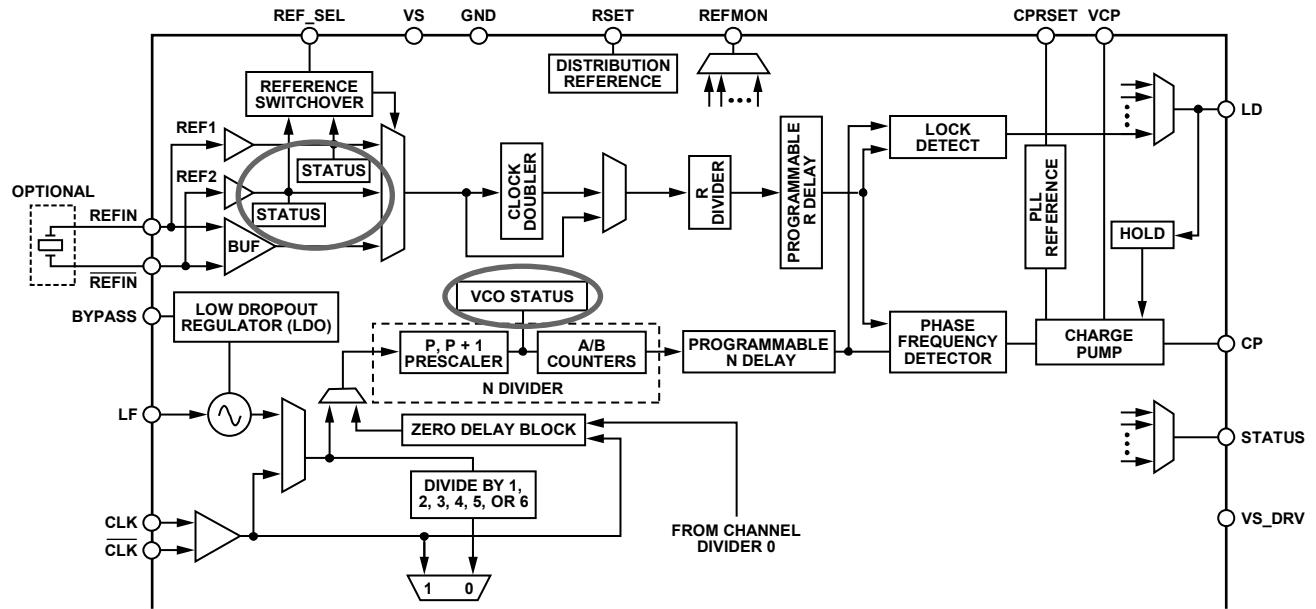 REF_SEL
VS
GND
RSET
REFMON
CPRSET
VCP
DISTRIBUTION
REFERENCE
REFERENCE
SWITCHOVER
REF1
REF2
STATUS
STATUS
BUF
OPTIONAL
REFIN
REFIN
CLOCK
DOUBLER
R
DIVIDER
PROGRAMMABLE
R DELAY
LOCK
DETECT
LD
PLL
REFERENCE
HOLD
VCO STATUS
BYPASS
LOW DROPOUT
REGULATOR (LDO)
P, P + 1
PRESCALER
A/B
COUNTERS
N DIVIDER
PROGRAMMABLE
N DELAY
PHASE
FREQUENCY
DETECTOR
CHARGE
PUMP
CP
LF
ZERO DELAY BLOCK
STATUS
DIVIDE BY 1,
2, 3, 4, 5, OR 6
CLK
CLK
FROM CHANNEL
DIVIDER 0
VS_DRV
1 0